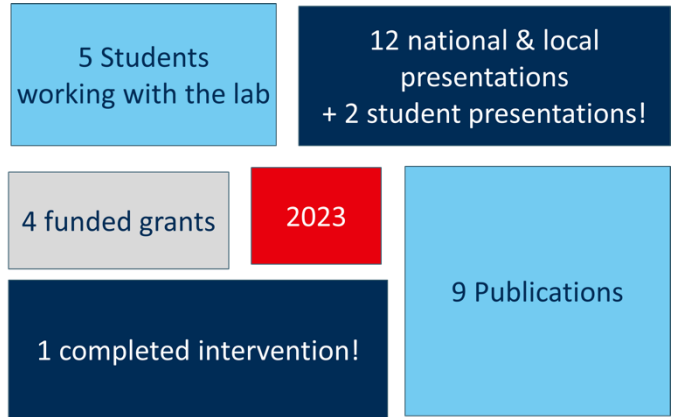 5 Students
working with the lab
12 national & local
presentations
+ 2 student presentations!
4 funded grants
2023
9 Publications
1 completed intervention!